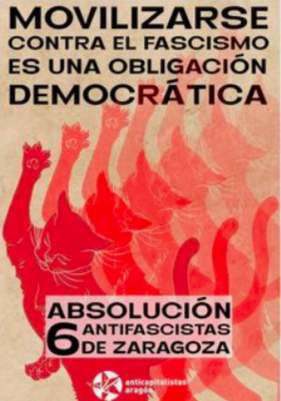 MOVILIZARSE
CONTRA EL FASCISMO
ES UNA OBLIGACIÓN
DEMOCRÁTICA
ABSOLUCIÓN
6 ANTIFASCISTAS
DE ZARAGOZA
anticapitalistas
aragón